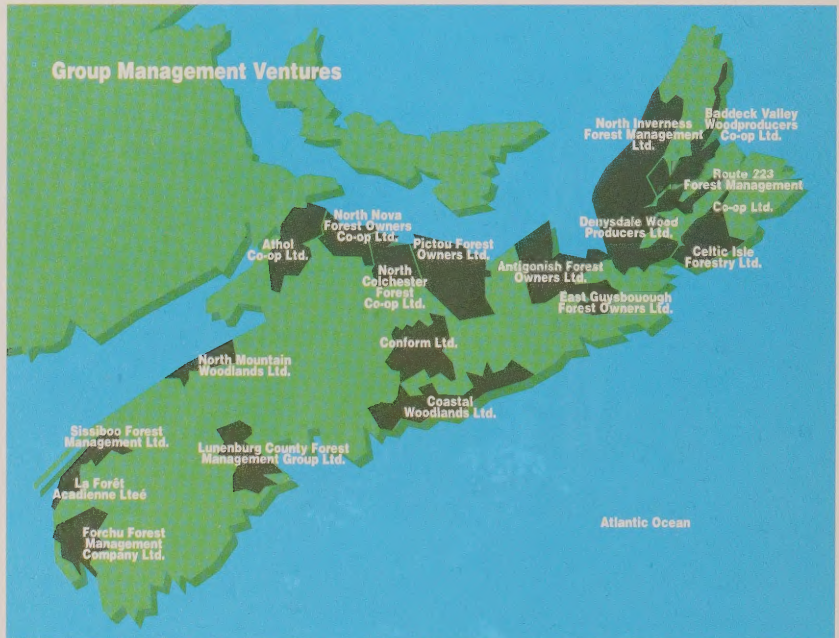 Group Management Ventures
North Inverness
Forest Management
Ltd.
Baddeck Valley
Woodproducers
Co-op Ltd.
Route 223
Forest Management
Co-op Ltd.
Denysdale Wood
Producers Ltd.
Celtic Isle
Forestry Ltd.
Athol
Co-op Ltd.
North Nova
Forest Owners
Co-op Ltd.
North
Colchester
Forest
Co-op Ltd.
Pictou Forest
Owners Ltd.
Antigonish Forest
Owners Ltd.
East Guysbouough
Forest Owners Ltd.
Conform Ltd.
North Mountain
Woodlands Ltd.
Coastal
Woodlands Ltd.
Sissiboo Forest
Management Ltd.
Lunenburg County Forest
Management Group Ltd.
La Forêt
Acadienne Lteé
Forchu Forest
Management
Company Ltd.
Atlantic Ocean